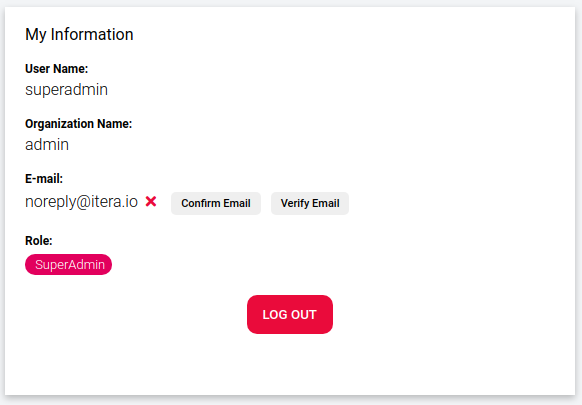 My Information
User Name:
superadmin
Organization Name:
admin
E-mail:
noreply@itera.io Confirm Email Verify Email
Role:
SuperAdmin
LOG OUT